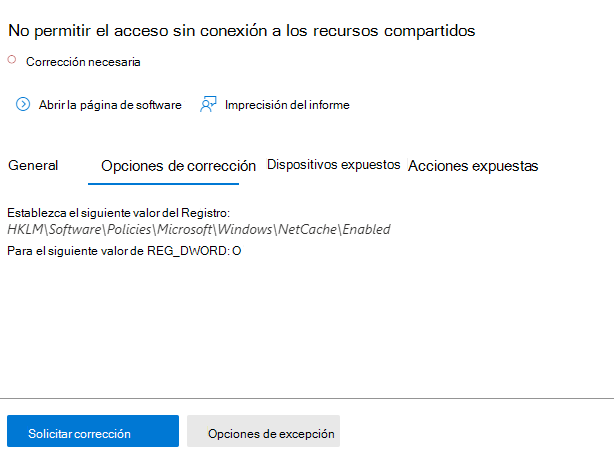 No permitir el acceso sin conexión a los recursos compartidos
Corrección necesaria
Abrir la página de software Imprecisión del informe
General Opciones de corrección Dispositivos expuestos Acciones expuestas
Establezca el siguiente valor del Registro:
HKLM\Software\Policies\Microsoft\Windows\NetCache\Enabled
Para el siguiente valor de REG_DWORD: O
Solicitar corrección Opciones de excepción